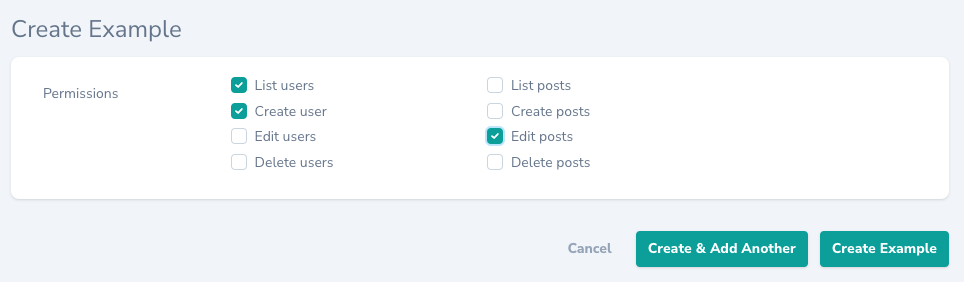 Create Example
Permissions
List users
Create user
Edit users
Delete users
List posts
Create posts
Edit posts
Delete posts
Cancel
Create & Add Another
Create Example